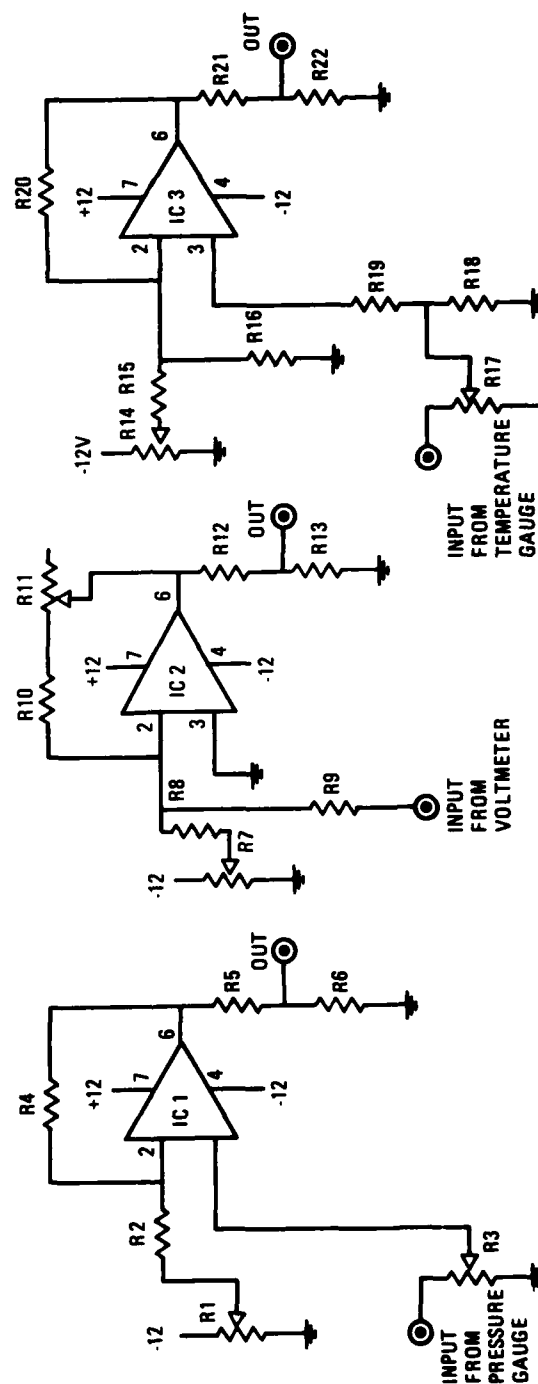 R4
+12
7
2
IC 1
6
4
-12
R2
R1
-12
R5
OUT
R6
R3
INPUT
FROM
PRESSURE
GAUGE
R10
R11
+12
7
2
3
IC 2
6
4
-12
R8
R7
-12
R12
OUT
R13
R9
INPUT
FROM
VOLTMETER
R20
+12
7
2
3
IC 3
6
4
-12
R14
R15
-12V
R16
R21
OUT
R22
R19
R18
R17
INPUT
FROM
TEMPERATURE
GAUGE